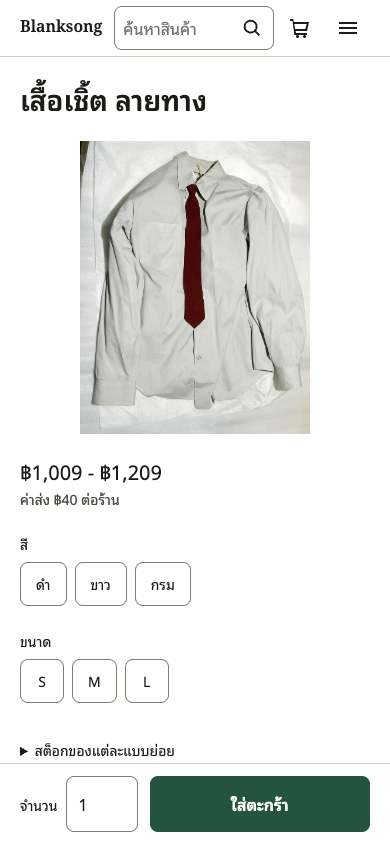 Blanksong
ค้นหาสินค้า
เสื้อเชิ้ต ลายทาง
฿1,009 - ฿1,209
ค่าส่ง ฿40 ต่อร้าน
สี
ดำ
ขาว
กรม
ขนาด
S
M
L
สต็อกของแต่ละแบบย่อย
จำนวน
1
ใส่ตะกร้า